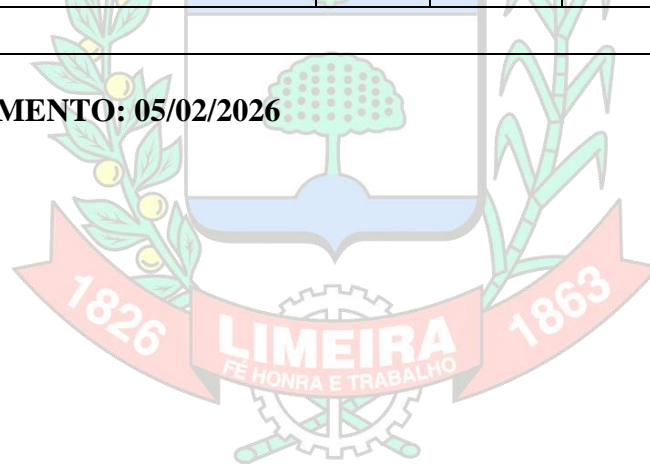 MENTO: 05/02/2026
1826
1863
LIMEIRA
FÉ HONRA E TRABALHO